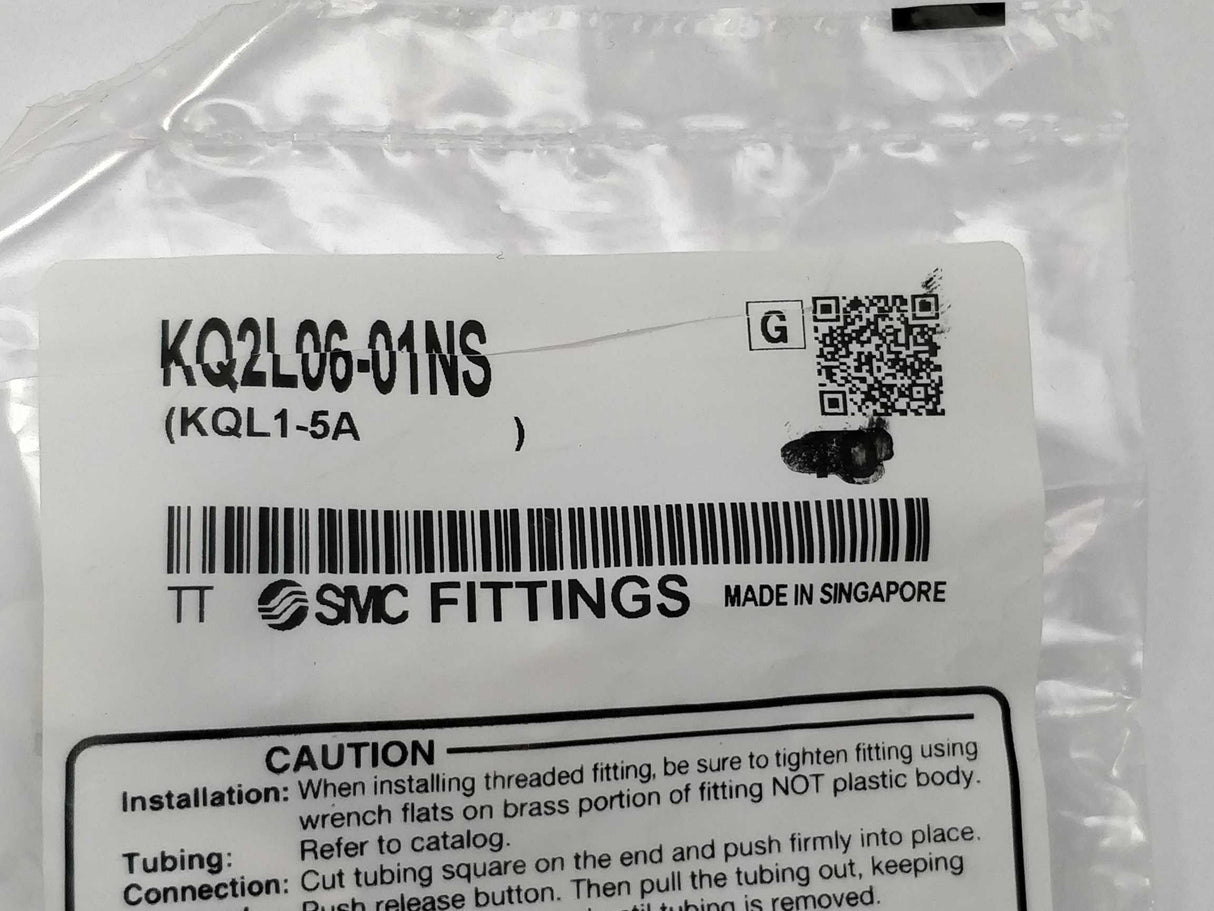 KQ2L06-01NS
G
(KQL1-5A )
TT SMC FITTINGS MADE IN SINGAPORE
CAUTION
Installation: When installing threaded fitting, be sure to tighten fitting using
wrench flats on brass portion of fitting NOT plastic body.
Tubing: Refer to catalog.
Connection: Cut tubing square on the end and push firmly into place.
Push release button. Then pull the tubing out, keeping
tubing is removed.